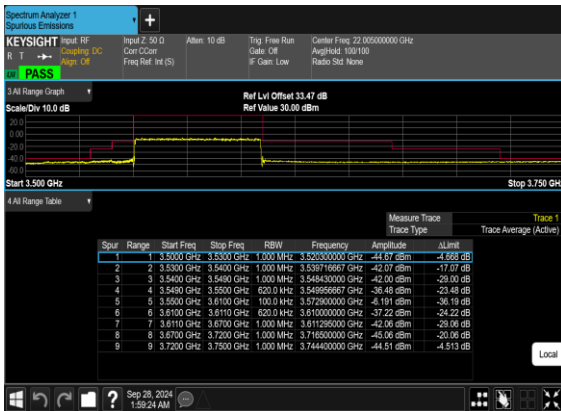 Spectrum Analyzer 1
Spurious Emissions
KEYSIGHT Input: RF Input Z: 50 Ω Atten: 10 dB Trig: Free Run Center Freq: 22.005000000 GHz
R T Coupling: DC Corr CCorr Gate: Off Avg|Hold: 100/100
Align: Off Freq Ref: Int (S) IF Gain: Low Radio Std: None
PASS
3 All Range Graph
Ref Lvl Offset 33.47 dB
Scale/Div 10.0 dB Ref Value 30.00 dBm
20.0
0.00
-20.0
-40.0
-60.0
Start 3.500 GHz Stop 3.750 GH
4 All Range Table
Measure Trace Trace 1
Trace Type Trace Average (Active)
Spur Range Start Freq Stop Freq RBW Frequency Amplitude ΔLimit
1 1 3.5000 GHz 3.5300 GHz 1.000 MHz 3.520300000 GHz -44.67 dBm -4.668 dB
2 2 3.5300 GHz 3.5400 GHz 1.000 MHz 3.539716667 GHz -42.07 dBm -17.07 dB
3 3 3.5400 GHz 3.5490 GHz 1.000 MHz 3.548430000 GHz -42.00 dBm -29.00 dB
4 4 3.5490 GHz 3.5500 GHz 620.0 kHz 3.549956667 GHz -36.48 dBm -23.48 dB
5 5 3.5500 GHz 3.6100 GHz 100.0 kHz 3.572900000 GHz -6.191 dBm -36.19 dB
6 6 3.6100 GHz 3.6110 GHz 620.0 kHz 3.610000000 GHz -37.22 dBm -24.22 dB
7 7 3.6110 GHz 3.6700 GHz 1.000 MHz 3.611295000 GHz -42.06 dBm -29.06 dB
8 8 3.6700 GHz 3.7200 GHz 1.000 MHz 3.716500000 GHz -45.06 dBm -20.06 dB
9 9 3.7200 GHz 3.7500 GHz 1.000 MHz 3.744400000 GHz -44.51 dBm -4.513 dB
Local
Sep 28, 2024
1:59:24 AM